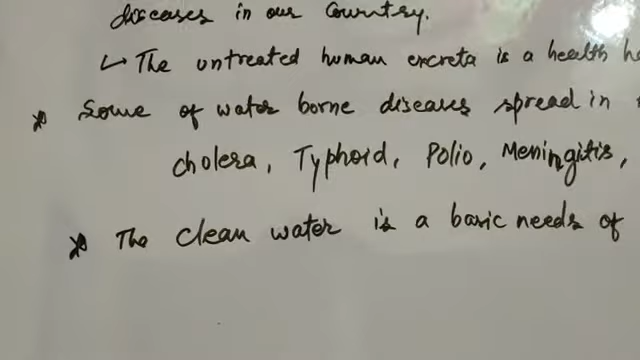 diseases in our Country.
↳ The untreated human excreta is a health
* Some of water borne diseases spread in
cholera, Typhoid, Polio, Meningitis,
* The clean water is a basic needs of